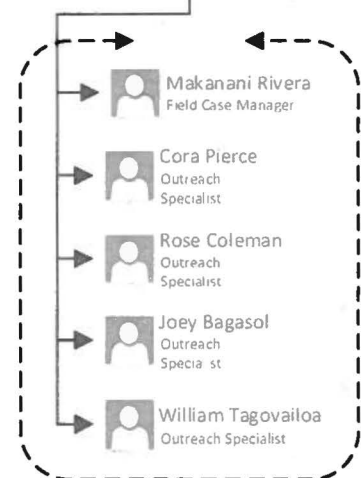 Makanani Rivera
Field Case Manager
Cora Pierce
Outreach
Specialist
Rose Coleman
Outreach
Specialist
Joey Bagasol
Outreach
Specia st
William Tagovailoa
Outreach Specialist